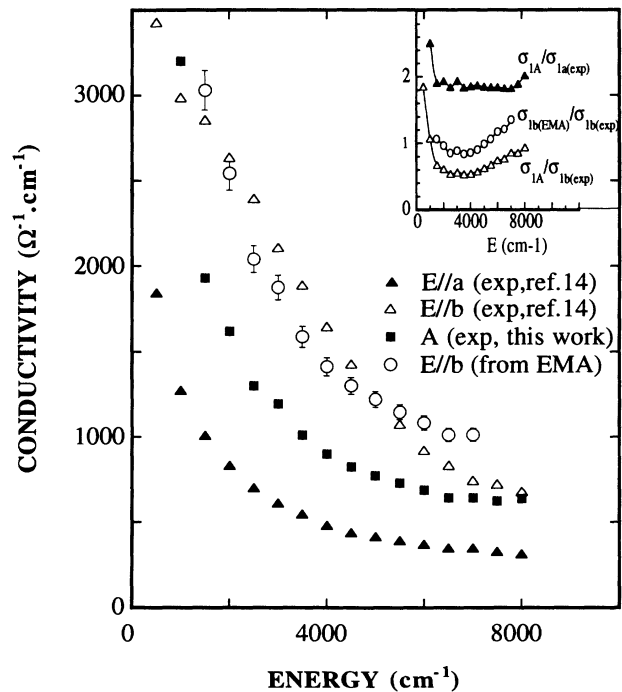 CONDUCTIVITY (Ω⁻¹.cm⁻¹)
3000
2000
1000
0
0
4000
8000
ENERGY (cm⁻¹)
2
1
0
0
4000
8000
E (cm-1)
σ1A/σ1a(exp)
σ1b(EMA)/σ1b(exp)
σ1A/σ1b(exp)
▲ E//a (exp,ref.14)
△ E//b (exp,ref.14)
■ A (exp, this work)
○ E//b (from EMA)